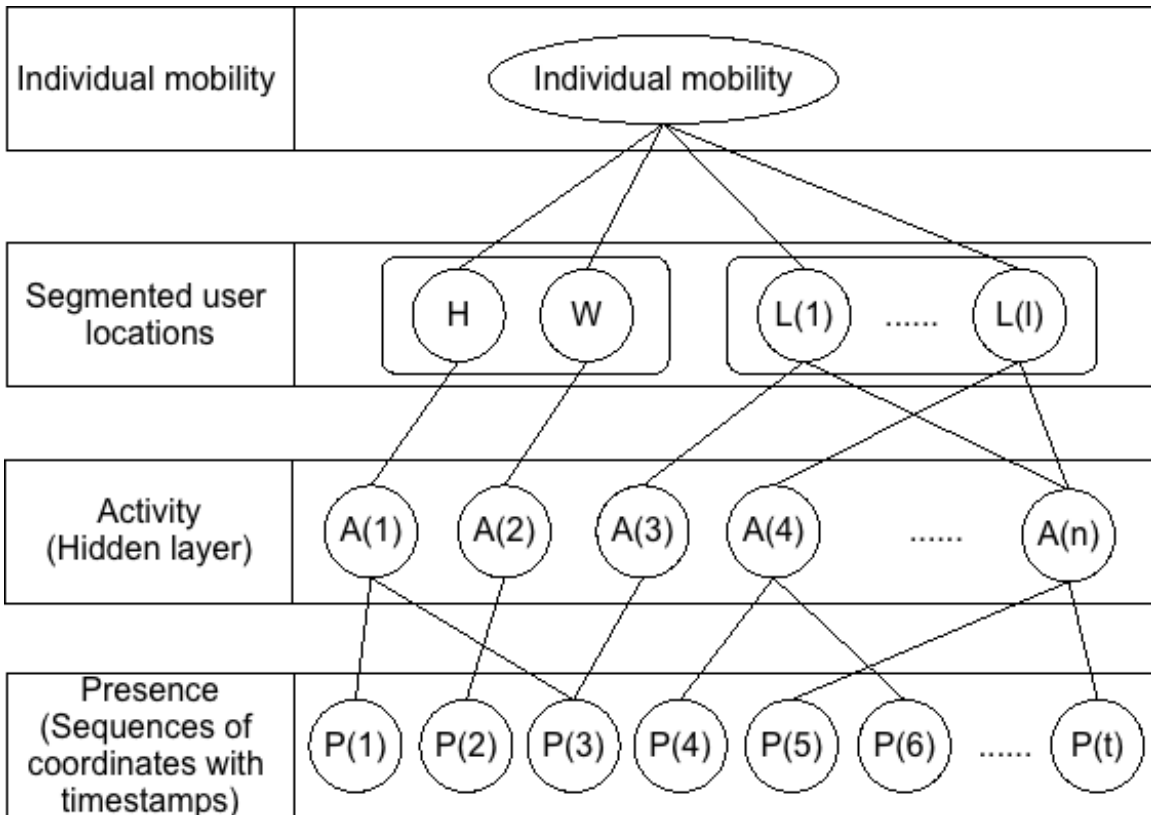 Individual mobility
Individual mobility
Segmented user
locations
H
W
L(1)
......
L(l)
Activity
(Hidden layer)
A(1)
A(2)
A(3)
A(4)
......
A(n)
Presence
(Sequences of
coordinates with
timestamps)
P(1)
P(2)
P(3)
P(4)
P(5)
P(6)
......
P(t)